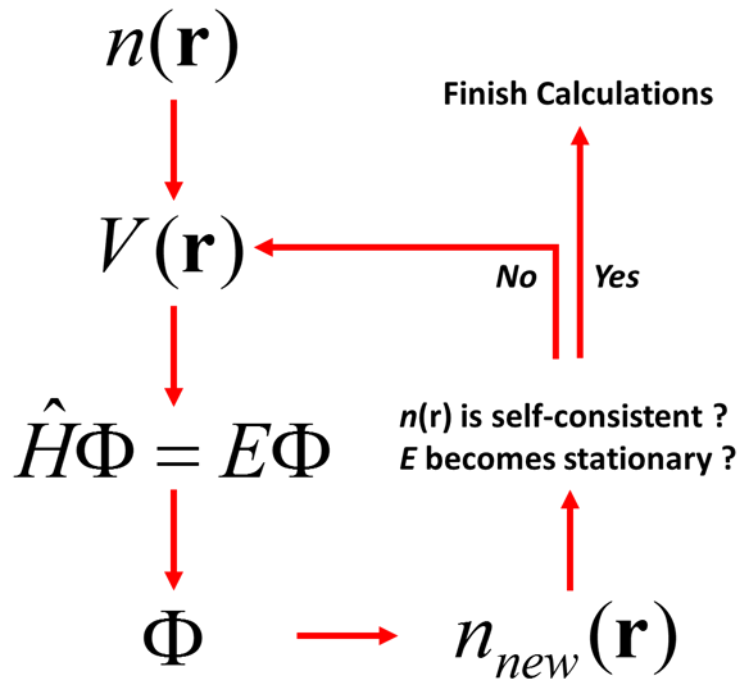 n(r)
Finish Calculations
V(r)
No
Yes
ĤΦ = EΦ
n(r) is self-consistent ?
E becomes stationary ?
Φ
n_new(r)